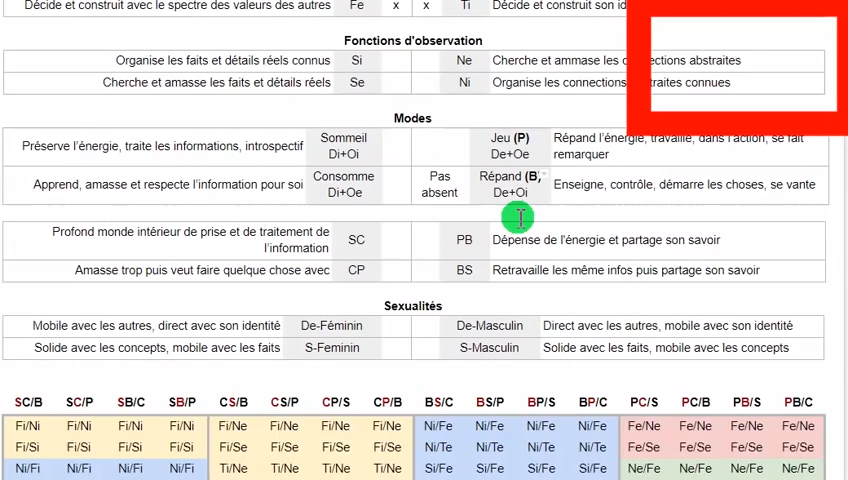 Décide et construit avec le spectre des valeurs des autres Fe x x Ti Décide et construit son
Fonctions d'observation
Organise les faits et détails réels connus Si Ne Cherche et ammase les abstraites
Cherche et amasse les faits et détails réels Se Ni Organise les connections connues
Modes
Préserve l'énergie, traite les informations, introspectif Sommeil Di+Oi Jeu (P) De+Oe Répand l'énergie, travaille, dans l'action, se fait remarquer
Apprend, amasse et respecte l'information pour soi Consomme Di+Oe Pas absent Répand (B, De+Oi Enseigne, contrôle, démarre les choses, se vante
Profond monde intérieur de prise et de traitement de l'information SC PB Dépense de l'énergie et partage son savoir
Amasse trop puis veut faire quelque chose avec CP BS Retravaille les même infos puis partage son savoir
Sexualités
Mobile avec les autres, direct avec son identité De-Féminin De-Masculin Direct avec les autres, mobile avec son identité
Solide avec les concepts, mobile avec les faits S-Feminin S-Masculin Solide avec les faits, mobile avec les concepts
SC/B SC/P SB/C SB/P CS/B CS/P CP/S CP/B BS/C BS/P BP/S BP/C PC/S PC/B PB/S PB/C
Fi/Ni Fi/Ni Fi/Ni Fi/Ni Fi/Ne Fi/Ne Fi/Ne Fi/Ne Ni/Fe Ni/Fe Ni/Fe Ni/Fe Fe/Ne Fe/Ne Fe/Ne Fe/Ne
Fi/Si Fi/Si Fi/Si Fi/Si Fi/Se Fi/Se Fi/Se Fi/Se Ni/Te Ni/Te Ni/Te Ni/Te Fe/Se Fe/Se Fe/Se Fe/Se
Ni/Fi Ni/Fi Ni/Fi Ni/Fi Ti/Ne Ti/Ne Ti/Ne Ti/Ne Si/Fe Si/Fe Si/Fe Si/Fe Ne/Fe Ne/Fe Ne/Fe Ne/Fe